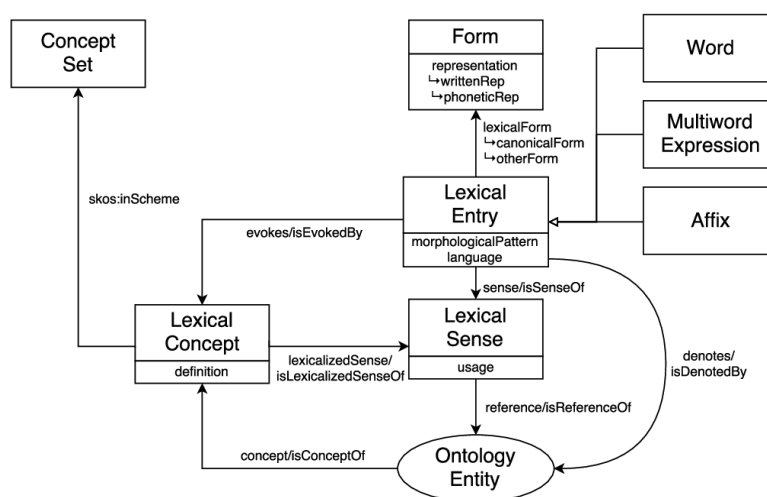 Concept
Set
Form
representation
↳writtenRep
↳phoneticRep
Word
lexicalForm
↳canonicalForm
↳otherForm
Multiword
Expression
skos:inScheme
Lexical
Entry
morphologicalPattern
language
Affix
evokes/isEvokedBy
sense/isSenseOf
Lexical
Concept
definition
lexicalizedSense/
isLexicalizedSenseOf
Lexical
Sense
usage
denotes/
isDenotedBy
reference/isReferenceOf
concept/isConceptOf
Ontology
Entity